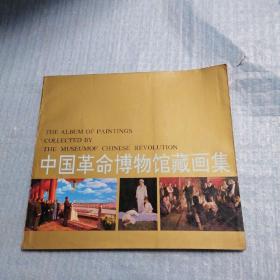 THE ALBUM OF PAINTINGS
COLLECTED BY
THE MUSEUMOF CHINESE REVOLUTION
中国革命博物馆藏画集